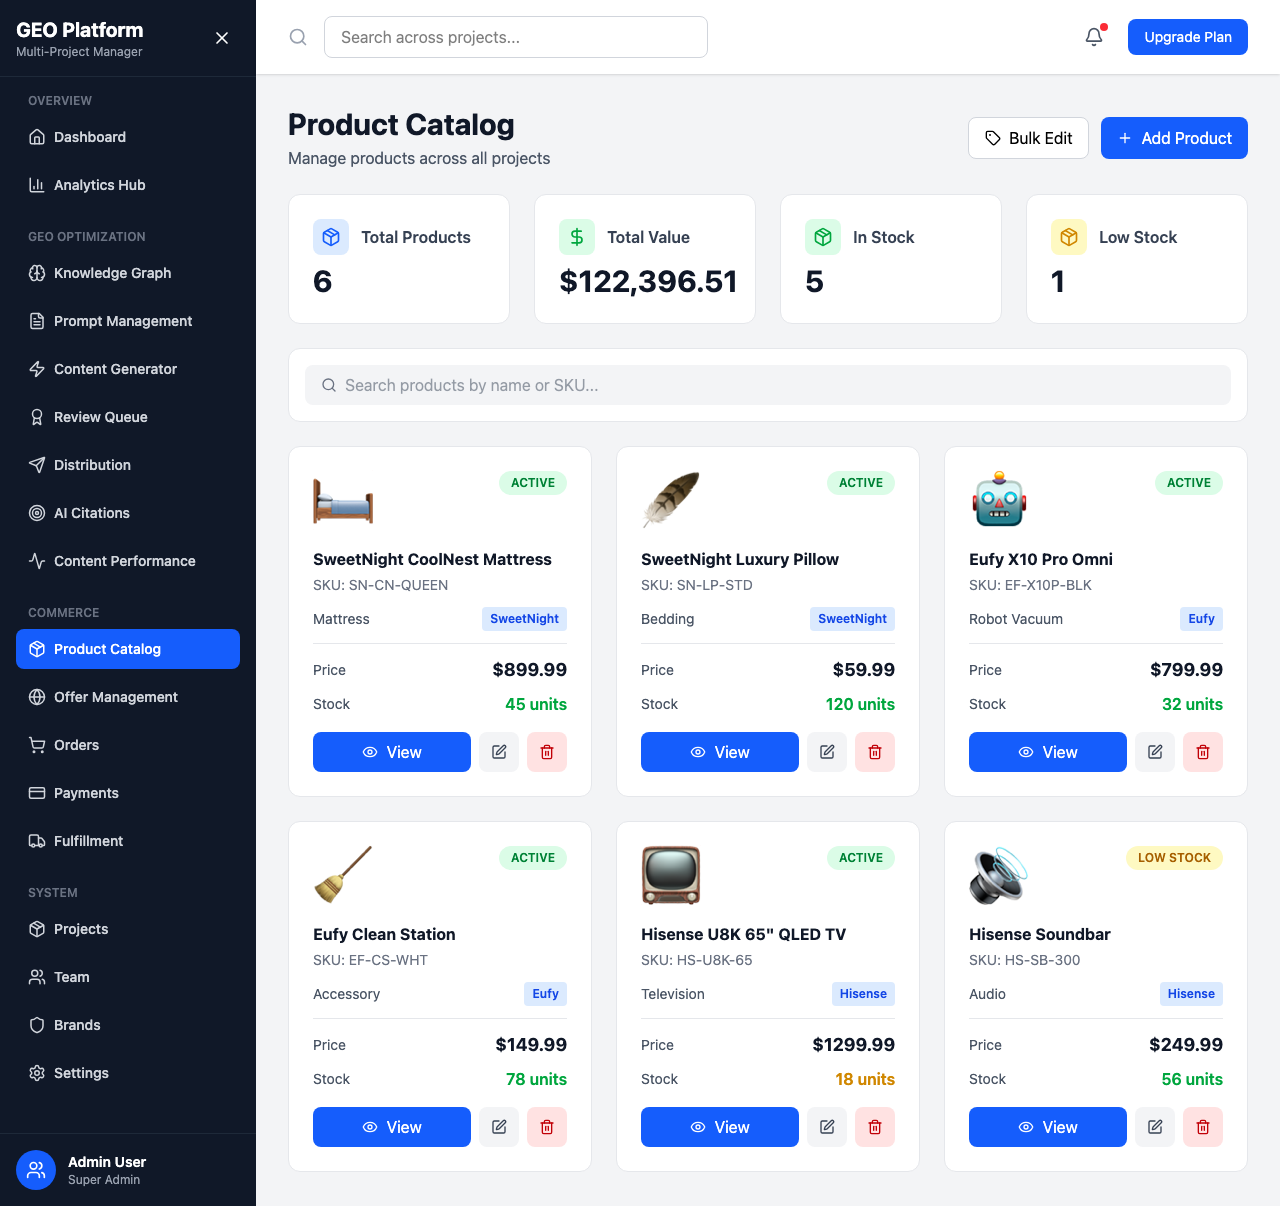 GEO Platform
Multi-Project Manager
OVERVIEW
Dashboard
Analytics Hub
GEO OPTIMIZATION
Knowledge Graph
Prompt Management
Content Generator
Review Queue
Distribution
AI Citations
Content Performance
COMMERCE
Product Catalog
Offer Management
Orders
Payments
Fulfillment
SYSTEM
Projects
Team
Brands
Settings
Admin User
Super Admin
Search across projects...
Upgrade Plan
Product Catalog
Manage products across all projects
Bulk Edit
Add Product
Total Products
6
Total Value
$122,396.51
In Stock
5
Low Stock
1
Search products by name or SKU...
ACTIVE
SweetNight CoolNest Mattress
SKU: SN-CN-QUEEN
Mattress SweetNight
Price $899.99
Stock 45 units
View
ACTIVE
SweetNight Luxury Pillow
SKU: SN-LP-STD
Bedding SweetNight
Price $59.99
Stock 120 units
View
ACTIVE
Eufy X10 Pro Omni
SKU: EF-X10P-BLK
Robot Vacuum Eufy
Price $799.99
Stock 32 units
View
ACTIVE
Eufy Clean Station
SKU: EF-CS-WHT
Accessory Eufy
Price $149.99
Stock 78 units
View
ACTIVE
Hisense U8K 65" QLED TV
SKU: HS-U8K-65
Television Hisense
Price $1299.99
Stock 18 units
View
LOW STOCK
Hisense Soundbar
SKU: HS-SB-300
Audio Hisense
Price $249.99
Stock 56 units
View